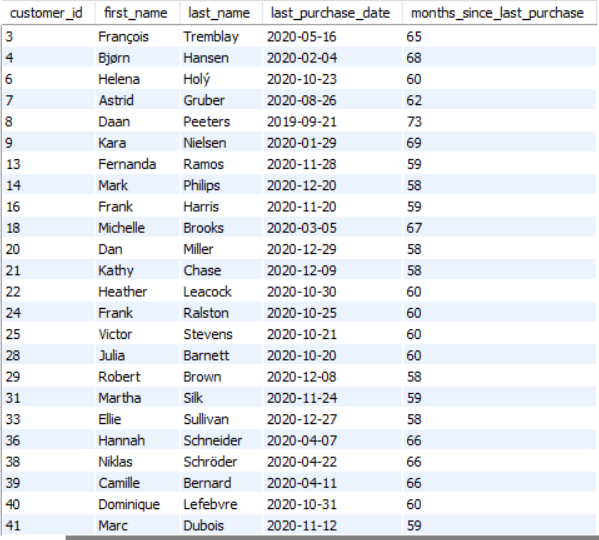 customer_id first_name last_name last_purchase_date months_since_last_purchase
3 François Tremblay 2020-05-16 65
4 Bjørn Hansen 2020-02-04 68
6 Helena Holý 2020-10-23 60
7 Astrid Gruber 2020-08-26 62
8 Daan Peeters 2019-09-21 73
9 Kara Nielsen 2020-01-29 69
13 Fernanda Ramos 2020-11-28 59
14 Mark Philips 2020-12-20 58
16 Frank Harris 2020-11-20 59
18 Michelle Brooks 2020-03-05 67
20 Dan Miller 2020-12-29 58
21 Kathy Chase 2020-12-09 58
22 Heather Leacock 2020-10-30 60
24 Frank Ralston 2020-10-25 60
25 Victor Stevens 2020-10-21 60
28 Julia Barnett 2020-10-20 60
29 Robert Brown 2020-12-08 58
31 Martha Silk 2020-11-24 59
33 Ellie Sullivan 2020-12-27 58
36 Hannah Schneider 2020-04-07 66
38 Niklas Schröder 2020-04-22 66
39 Camille Bernard 2020-04-11 66
40 Dominique Lefebvre 2020-10-31 60
41 Marc Dubois 2020-11-12 59